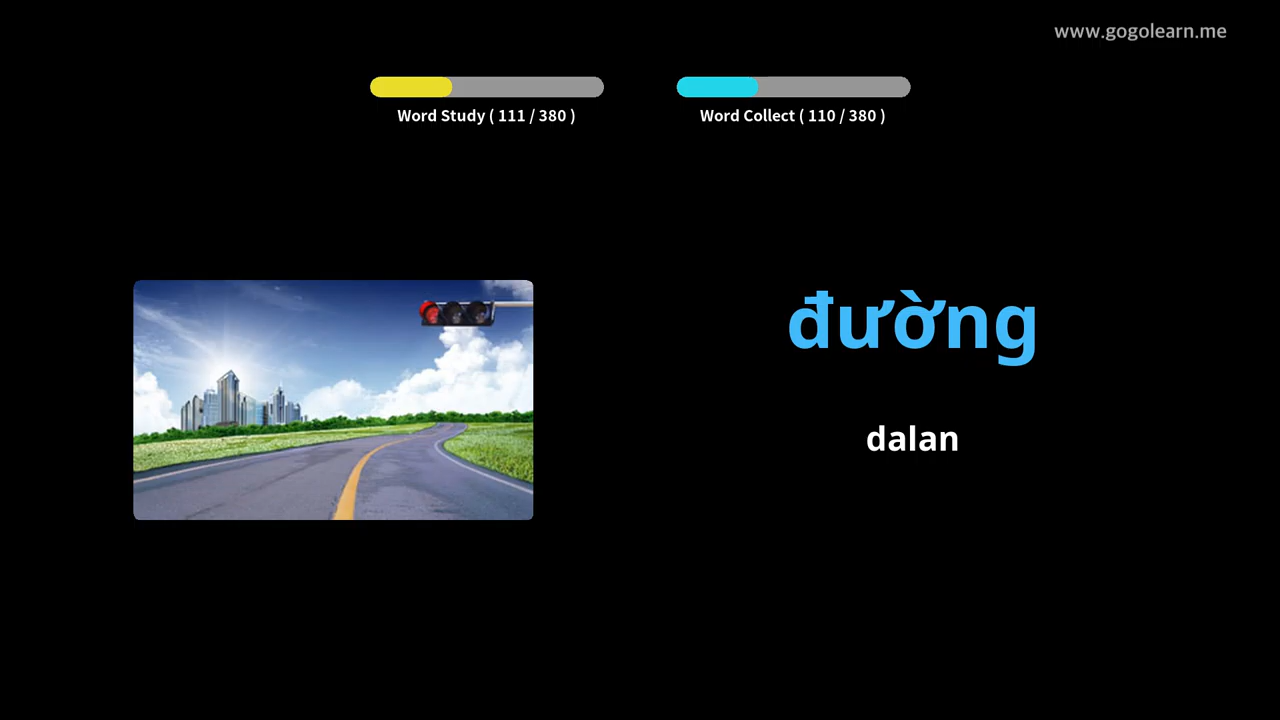 www.gogolearn.me
Word Study ( 111 / 380 )
Word Collect ( 110 / 380 )
đường
dalan